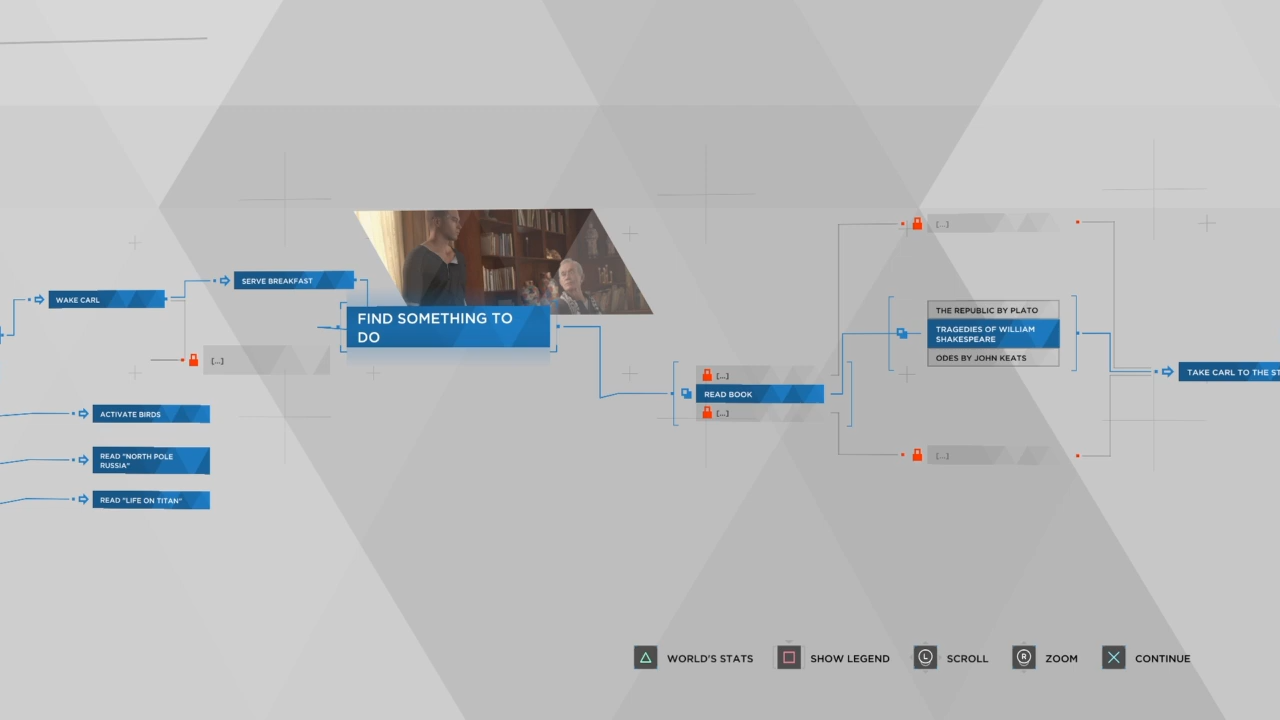 WAKE CARL
SERVE BREAKFAST
[...]
ACTIVATE BIRDS
READ "NORTH POLE
RUSSIA"
READ "LIFE ON TITAN"
FIND SOMETHING TO
DO
[...]
READ BOOK
[...]
[...]
THE REPUBLIC BY PLATO
TRAGEDIES OF WILLIAM
SHAKESPEARE
ODES BY JOHN KEATS
[...]
TAKE CARL TO THE ST
WORLD'S STATS
SHOW LEGEND
L
SCROLL
R
ZOOM
CONTINUE